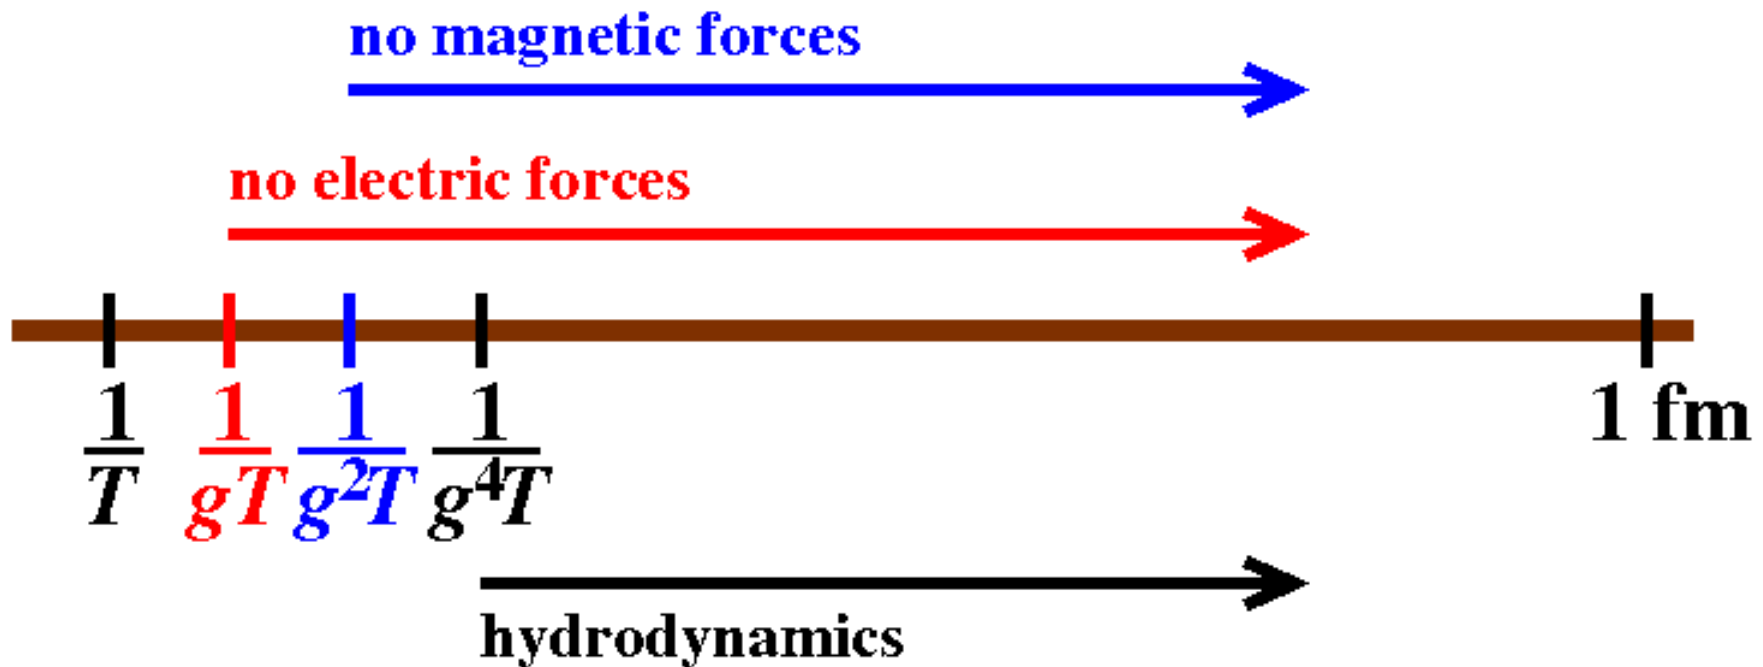 no magnetic forces
no electric forces
1/T 1/gT 1/g²T 1/g⁴T 1 fm
hydrodynamics